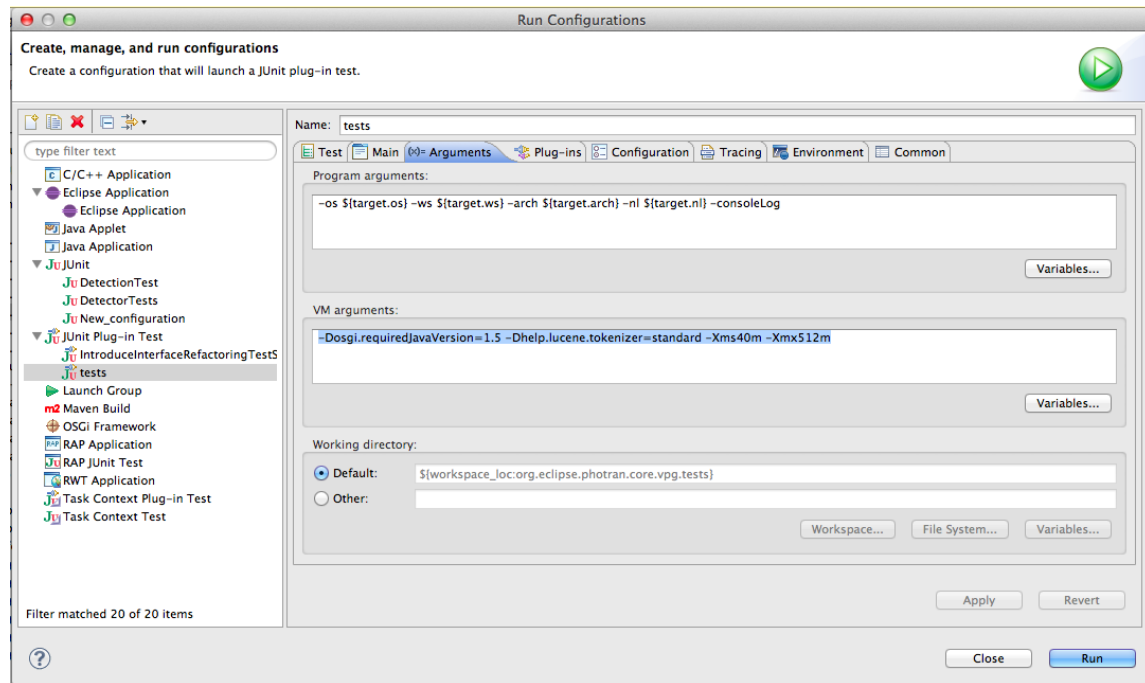 Run Configurations
Create, manage, and run configurations
Create a configuration that will launch a JUnit plug-in test.
type filter text
C/C++ Application
Eclipse Application
Eclipse Application
Java Applet
Java Application
JUnit
DetectionTest
DetectorTests
New_configuration
JUnit Plug-in Test
IntroduceInterfaceRefactoringTestS
tests
Launch Group
m2 Maven Build
OSGi Framework
RAP Application
RAP JUnit Test
RWT Application
Task Context Plug-in Test
Task Context Test
Filter matched 20 of 20 items
Name: tests
Test Main (x)= Arguments Plug-ins Configuration Tracing Environment Common
Program arguments:
-os ${target.os} -ws ${target.ws} -arch ${target.arch} -nl ${target.nl} -consoleLog
Variables...
VM arguments:
-Dosgi.requiredJavaVersion=1.5 -Dhelp.lucene.tokenizer=standard -Xms40m -Xmx512m
Variables...
Working directory:
Default: ${workspace_loc:org.eclipse.photran.core.vpg.tests}
Other:
Workspace... File System... Variables...
Apply Revert
? Close Run